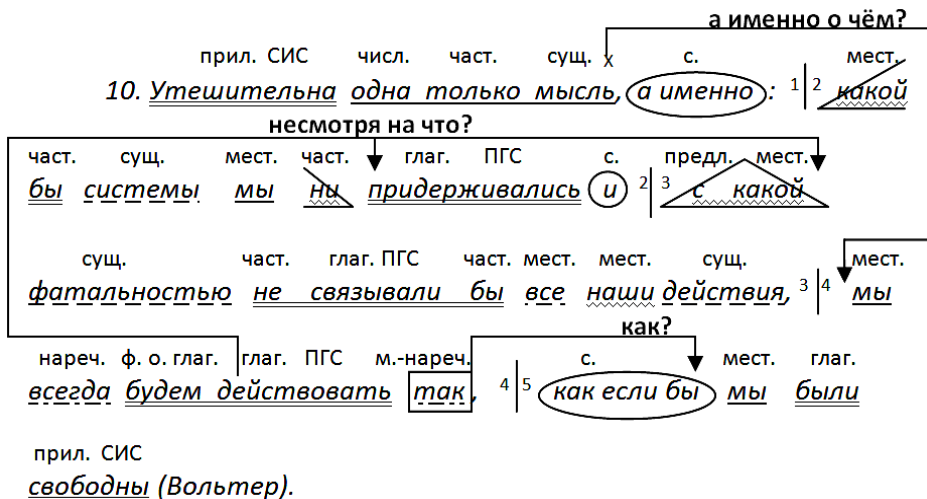 а именно о чём?
прил. СИС числ. част. сущ. х с. мест.
10. Утешительна одна только мысль, а именно : 1 2 какой
несмотря на что?
част. сущ. мест. част. глаг. ПГС с. предл. мест.
бы системы мы ни придерживались и 2 3 с какой
сущ. част. глаг. ПГС част. мест. мест. сущ. мест.
фатальностью не связывали бы все наши действия, 3 4 мы
как?
нареч. ф. о. глаг. глаг. ПГС м.-нареч. с. мест. глаг.
всегда будем действовать так, 4 5 как если бы мы были
прил. СИС
свободны (Вольтер).